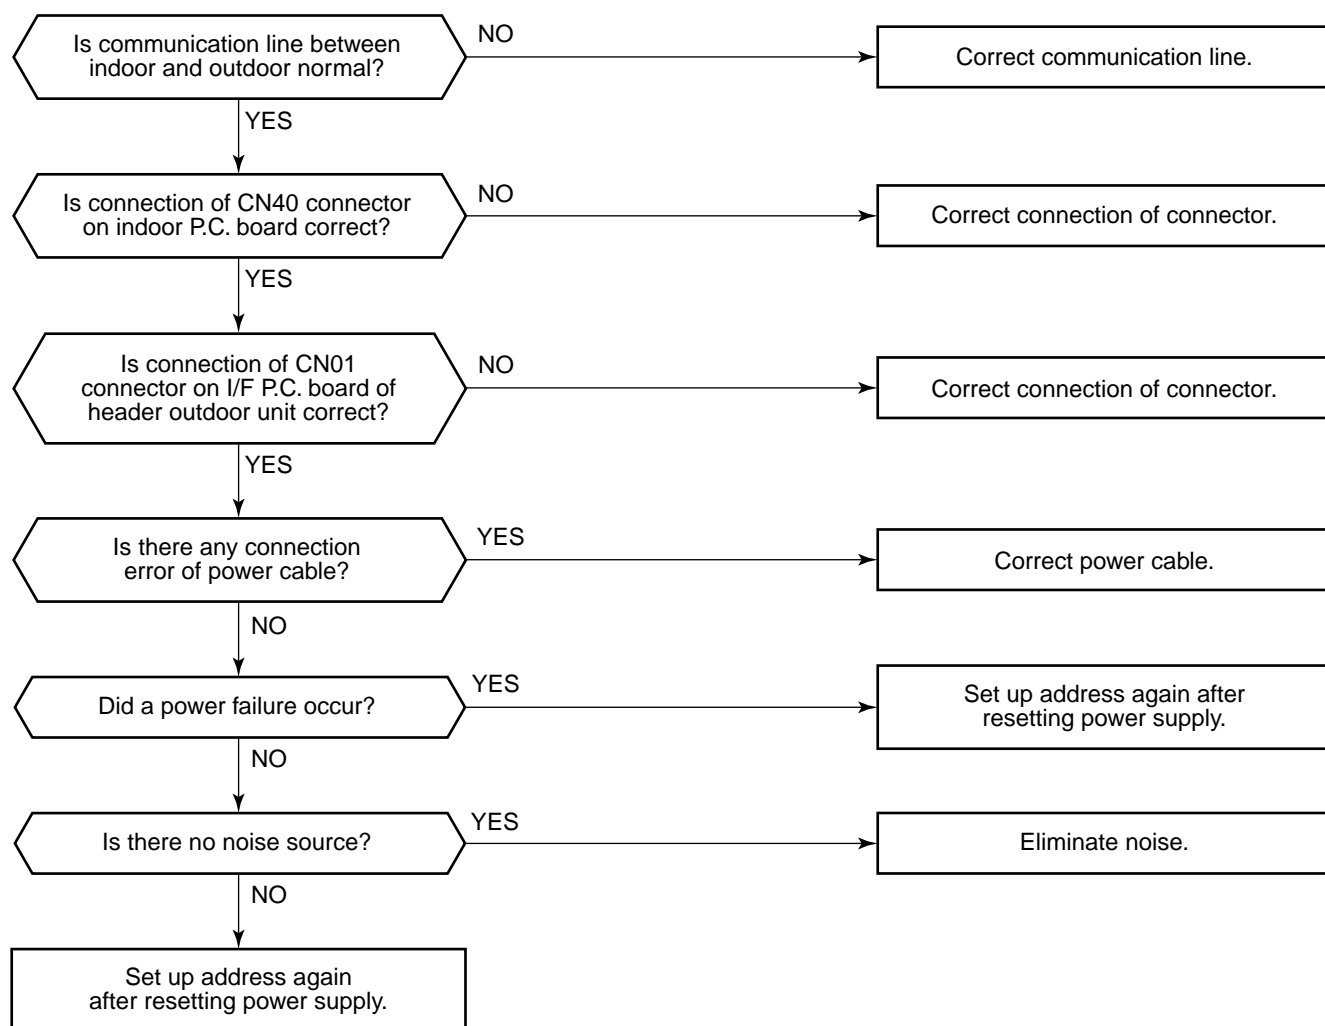 Is communication line between
indoor and outdoor normal?
NO
Correct communication line.
YES
Is connection of CN40 connector
on indoor P.C. board correct?
NO
Correct connection of connector.
YES
Is connection of CN01
connector on I/F P.C. board of
header outdoor unit correct?
NO
Correct connection of connector.
YES
Is there any connection
error of power cable?
YES
Correct power cable.
NO
Did a power failure occur?
YES
Set up address again after
resetting power supply.
NO
Is there no noise source?
YES
Eliminate noise.
NO
Set up address again
after resetting power supply.